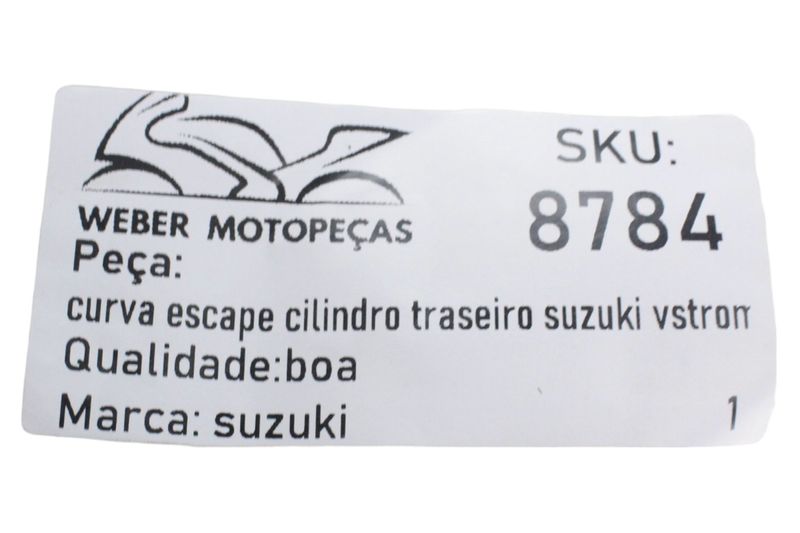 WEBER MOTOPEÇAS
SKU:
8784
Peça:
curva escape cilindro traseiro suzuki vstrom
Qualidade:boa
Marca: suzuki
1